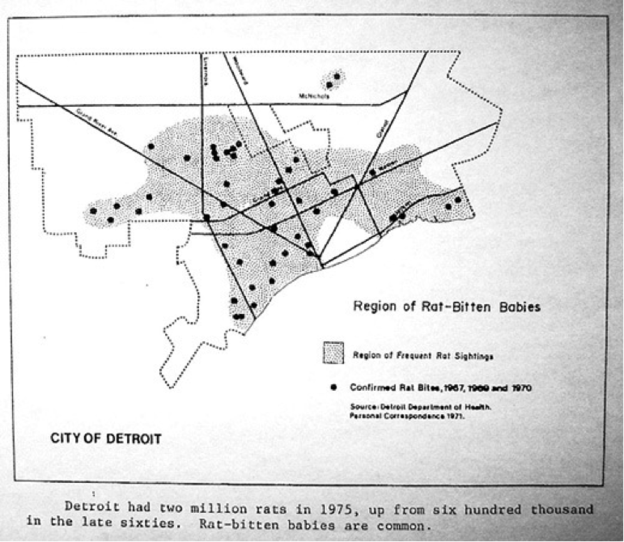 McNichols
Livernois
Woodward
Grand River Ave.
Gratiot
Region of Rat-Bitten Babies
Region of Frequent Rat Sightings
Confirmed Rat Bites, 1967, 1969 and 1970
Source: Detroit Department of Health.
Personal Correspondence 1971.
CITY OF DETROIT
Detroit had two million rats in 1975, up from six hundred thousand
in the late sixties. Rat-bitten babies are common.